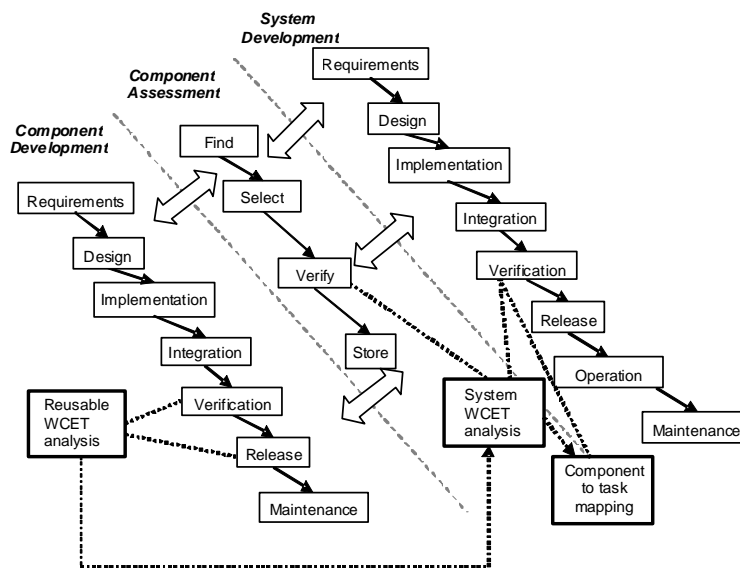 System
Development
Requirements
Design
Implementation
Integration
Verification
Release
Operation
Maintenance
Component
Assessment
Find
Select
Verify
Store
Component
Development
Requirements
Design
Implementation
Integration
Verification
Release
Maintenance
Reusable
WCET
analysis
System
WCET
analysis
Component
to task
mapping